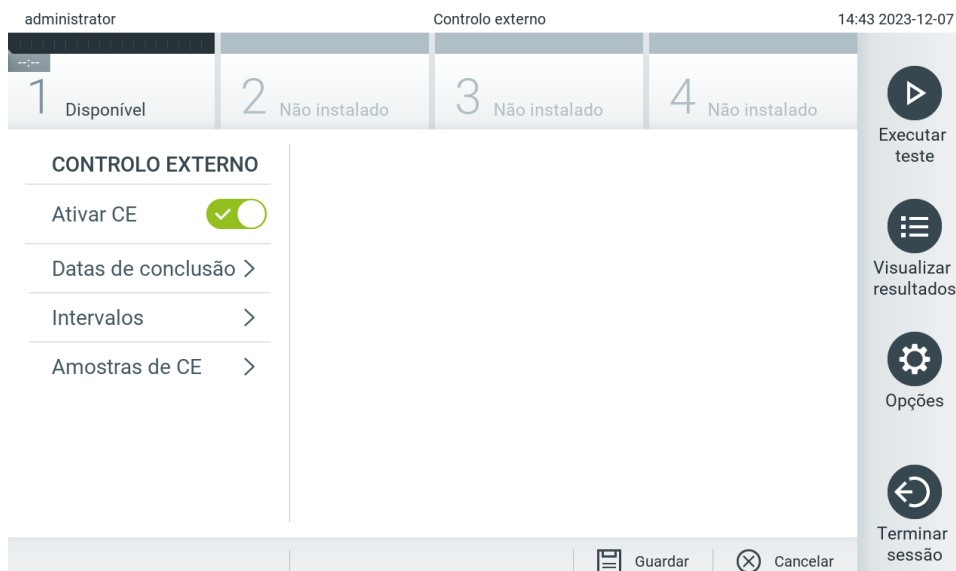 administrator
Controlo externo
14:43 2023-12-07
--:--
1 Disponível
2 Não instalado
3 Não instalado
4 Não instalado
CONTROLO EXTERNO
Ativar CE
Datas de conclusão
Intervalos
Amostras de CE
Executar
teste
Visualizar
resultados
Opções
Terminar
sessão
Guardar
Cancelar